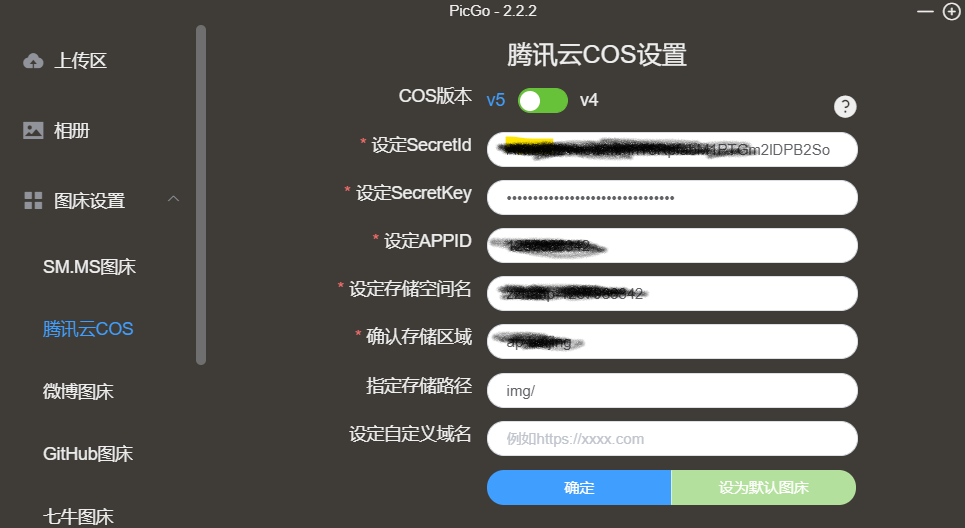 PicGo - 2.2.2
上传区
相册
图床设置
SM.MS图床
腾讯云COS
微博图床
GitHub图床
七牛图床
腾讯云COS设置
COS版本 v5 v4
?
* 设定SecretId
* 设定SecretKey ••••••••••••••••••••••••••••••••
* 设定APPID
* 设定存储空间名
* 确认存储区域
指定存储路径 img/
设定自定义域名 例如https://xxxx.com
确定 设为默认图床